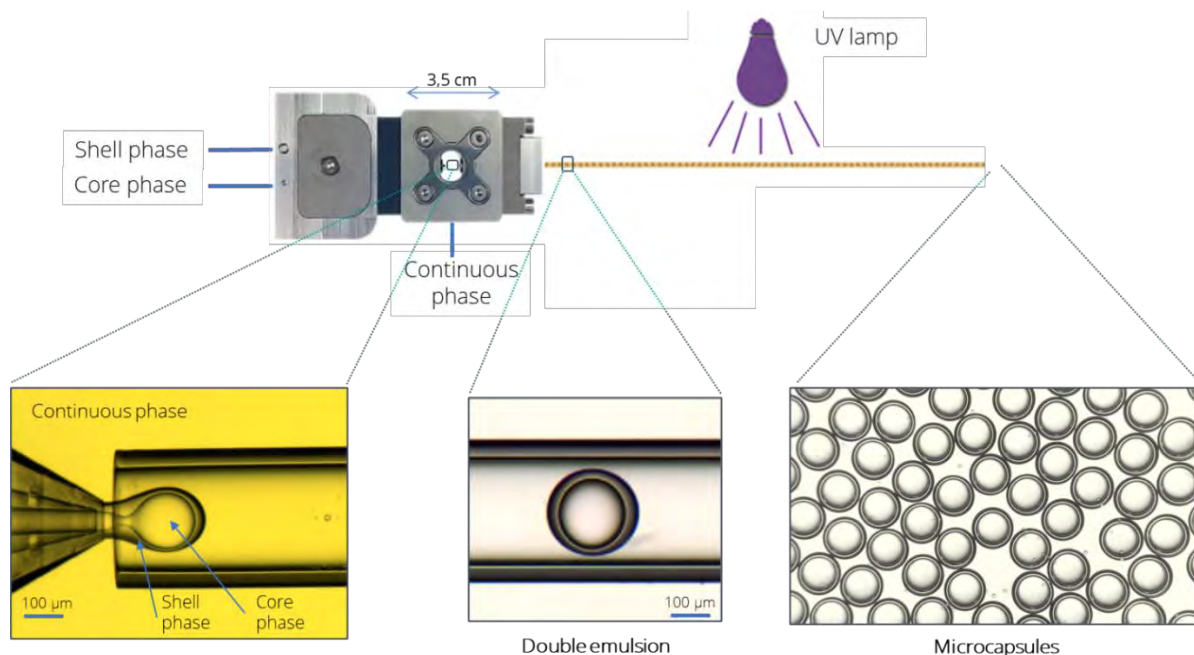 UV lamp
3,5 cm
Shell phase
Core phase
Continuous
phase
Continuous phase
Shell
phase
Core
phase
100 µm
100 µm
Double emulsion
Microcapsules